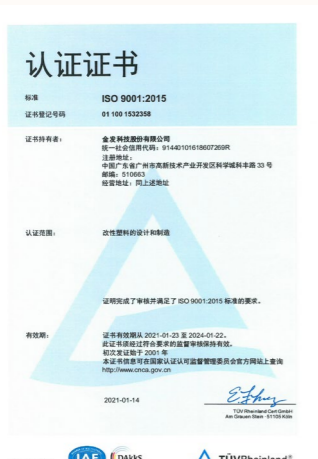 认证证书
标准 ISO 9001:2015
证书登记号码 01 100 1532358
证书持有者： 金发科技股份有限公司
统一社会信用代码：91440101618607269R
注册地址：
中国广东省广州市高新技术产业开发区科学城科丰路 33 号
邮编：510663
经营地址：同上述地址
认证范围： 改性塑料的设计和制造
证明完成了审核并满足了 ISO 9001:2015 标准的要求。
有效期： 证书有效期从 2021-01-23 至 2024-01-22。
此证书须经过符合要求的监督审核保持有效。
初次发证始于 2001 年
本证书信息可在国家认证认可监督管理委员会官方网站上查询
http://www.cnca.gov.cn
2021-01-14
TÜV Rheinland Cert GmbH
Am Grauen Stein · 51105 Köln
IAF DAkkS TÜVRheinland®